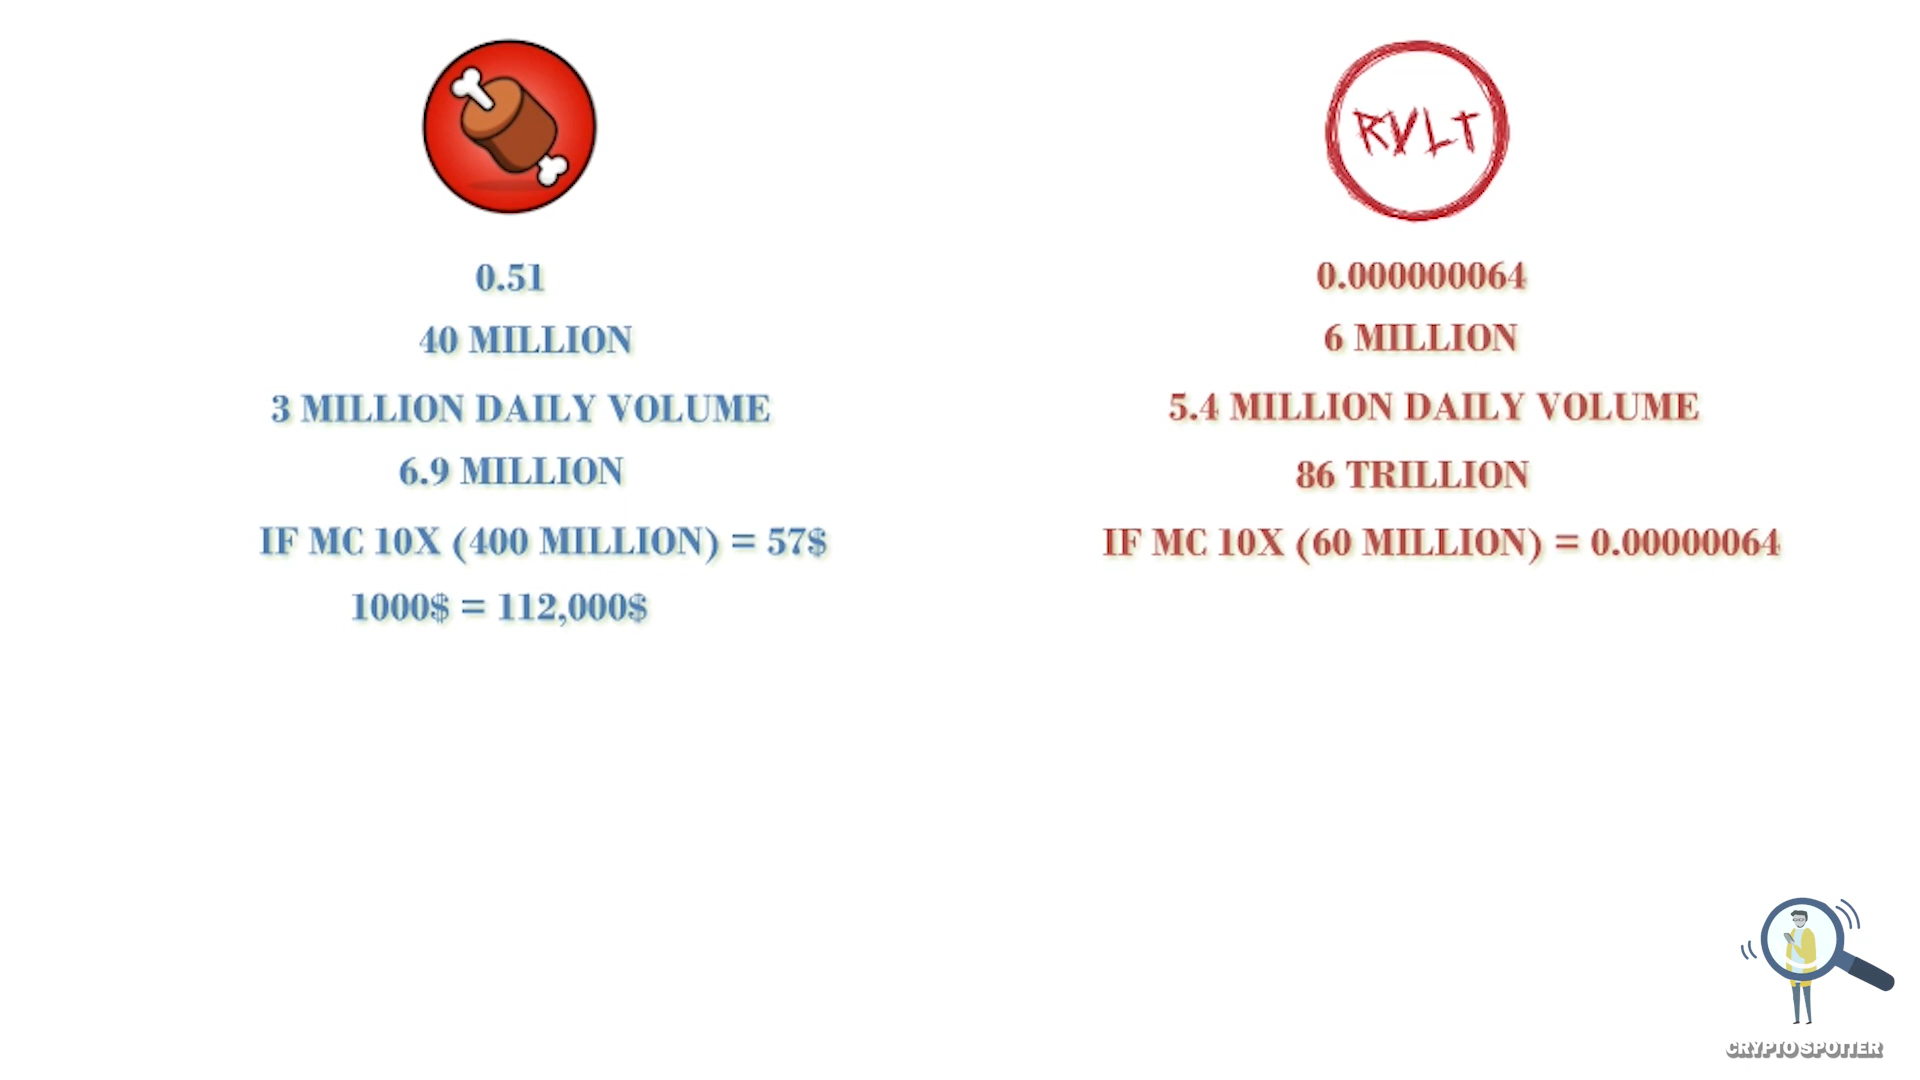 RVLT
0.51
40 MILLION
3 MILLION DAILY VOLUME
6.9 MILLION
IF MC 10X (400 MILLION) = 57$
1000$ = 112,000$
0.000000064
6 MILLION
5.4 MILLION DAILY VOLUME
86 TRILLION
IF MC 10X (60 MILLION) = 0.00000064
CRYPTO SPOTTER